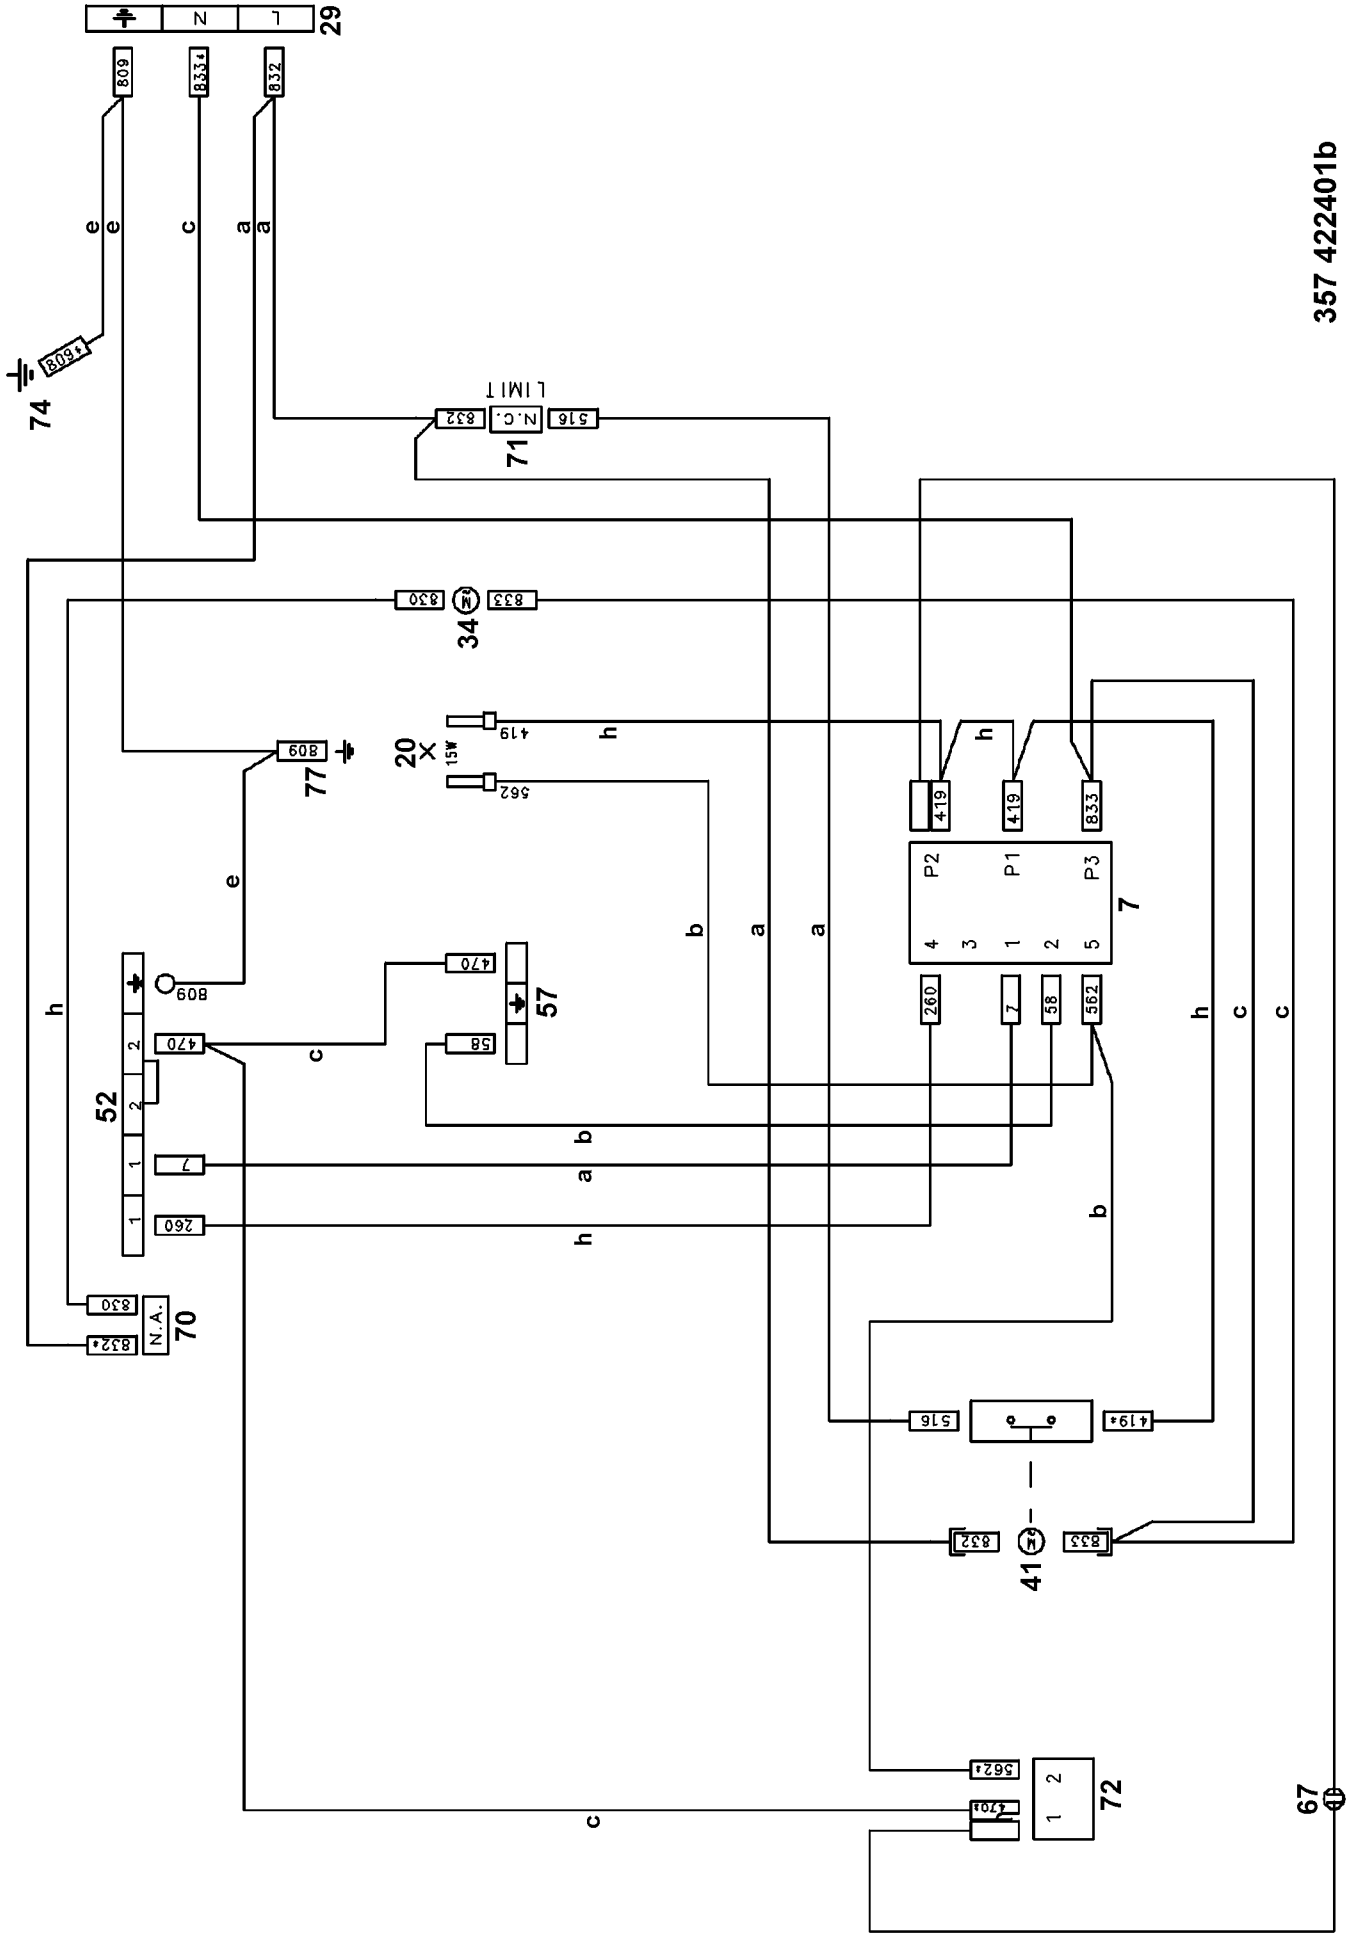 L
N
29
832
833*
809
a
a
c
e
e
809*
74
LIMIT
832
N.C.
516
71
357 422401b
830
M
~
833
34
419
20
15W
562
h
h
809
77
419
419
833
P2
P1
P3
4
3
1
2
5
7
e
b
a
a
809
470
57
58
260
7
58
562
h
h
c
c
52
2
2
1
1
470
7
260
c
b
a
h
b
830
832*
N.A.
70
516
419*
832
M
~
833
41
562*
470*
1
2
72
c
67